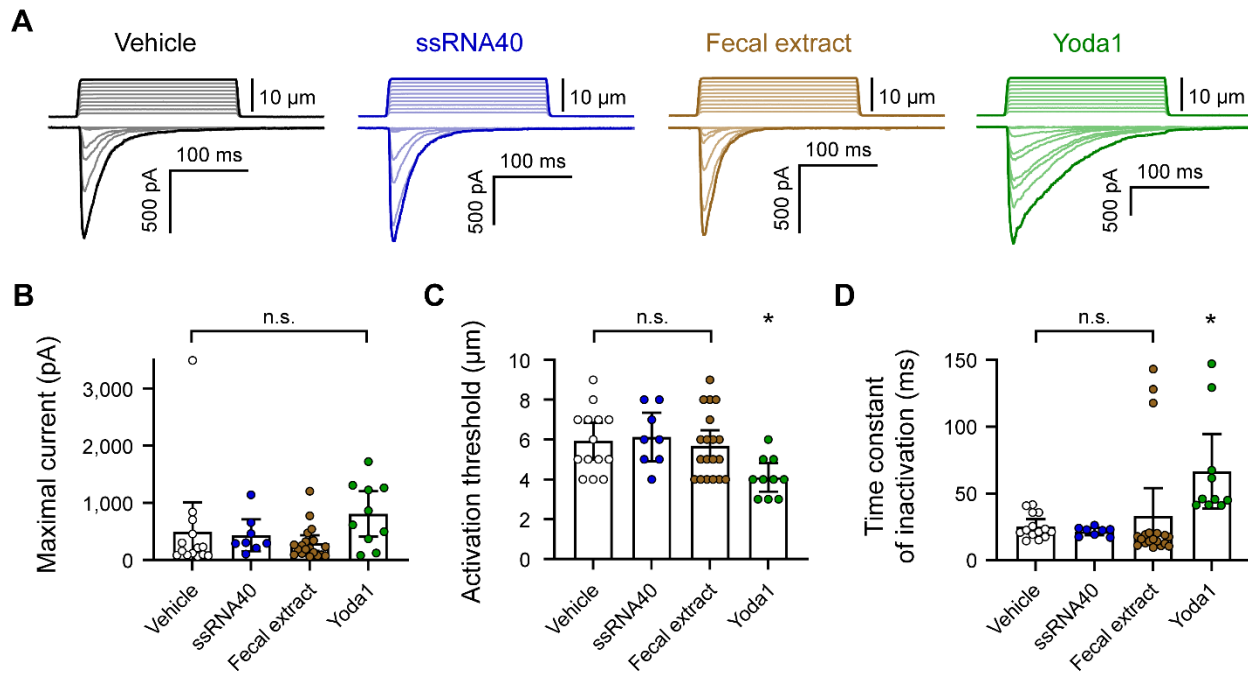 A
Vehicle
ssRNA40
Fecal extract
Yoda1
10 µm
10 µm
10 µm
10 µm
100 ms
500 pA
100 ms
500 pA
100 ms
500 pA
100 ms
500 pA
B
n.s.
Maximal current (pA)
3,000
2,000
1,000
0
Vehicle
ssRNA40
Fecal extract
Yoda1
C
n.s.
*
Activation threshold (µm)
10
8
6
4
2
0
Vehicle
ssRNA40
Fecal extract
Yoda1
D
n.s.
*
Time constant
of inactivation (ms)
150
100
50
0
Vehicle
ssRNA40
Fecal extract
Yoda1